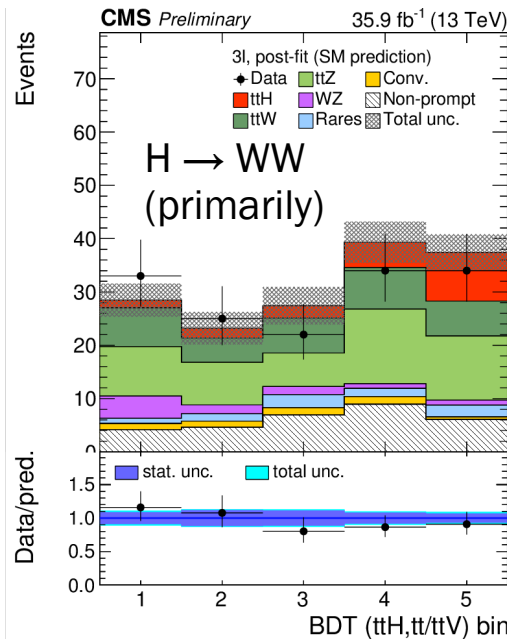 CMS Preliminary 35.9 fb⁻¹ (13 TeV)
Events
3l, post-fit (SM prediction)
Data ttZ Conv.
ttH WZ Non-prompt
ttW Rares Total unc.
H → WW
(primarily)
70
60
50
40
30
20
10
0
Data/pred.
stat. unc. total unc.
1.5
1.0
0.5
0.0
1 2 3 4 5
BDT (ttH,tt/ttV) bin